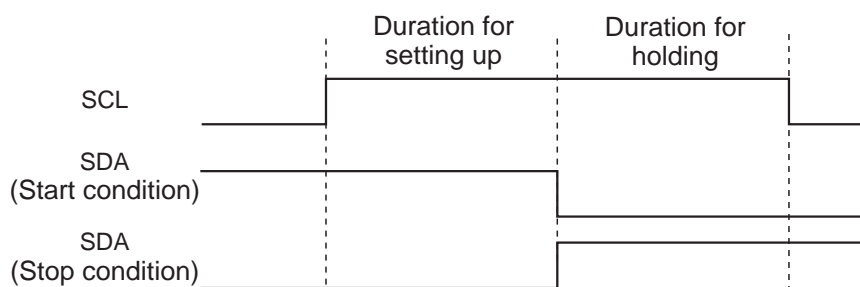 Duration for
setting up
Duration for
holding
SCL
SDA
(Start condition)
SDA
(Stop condition)